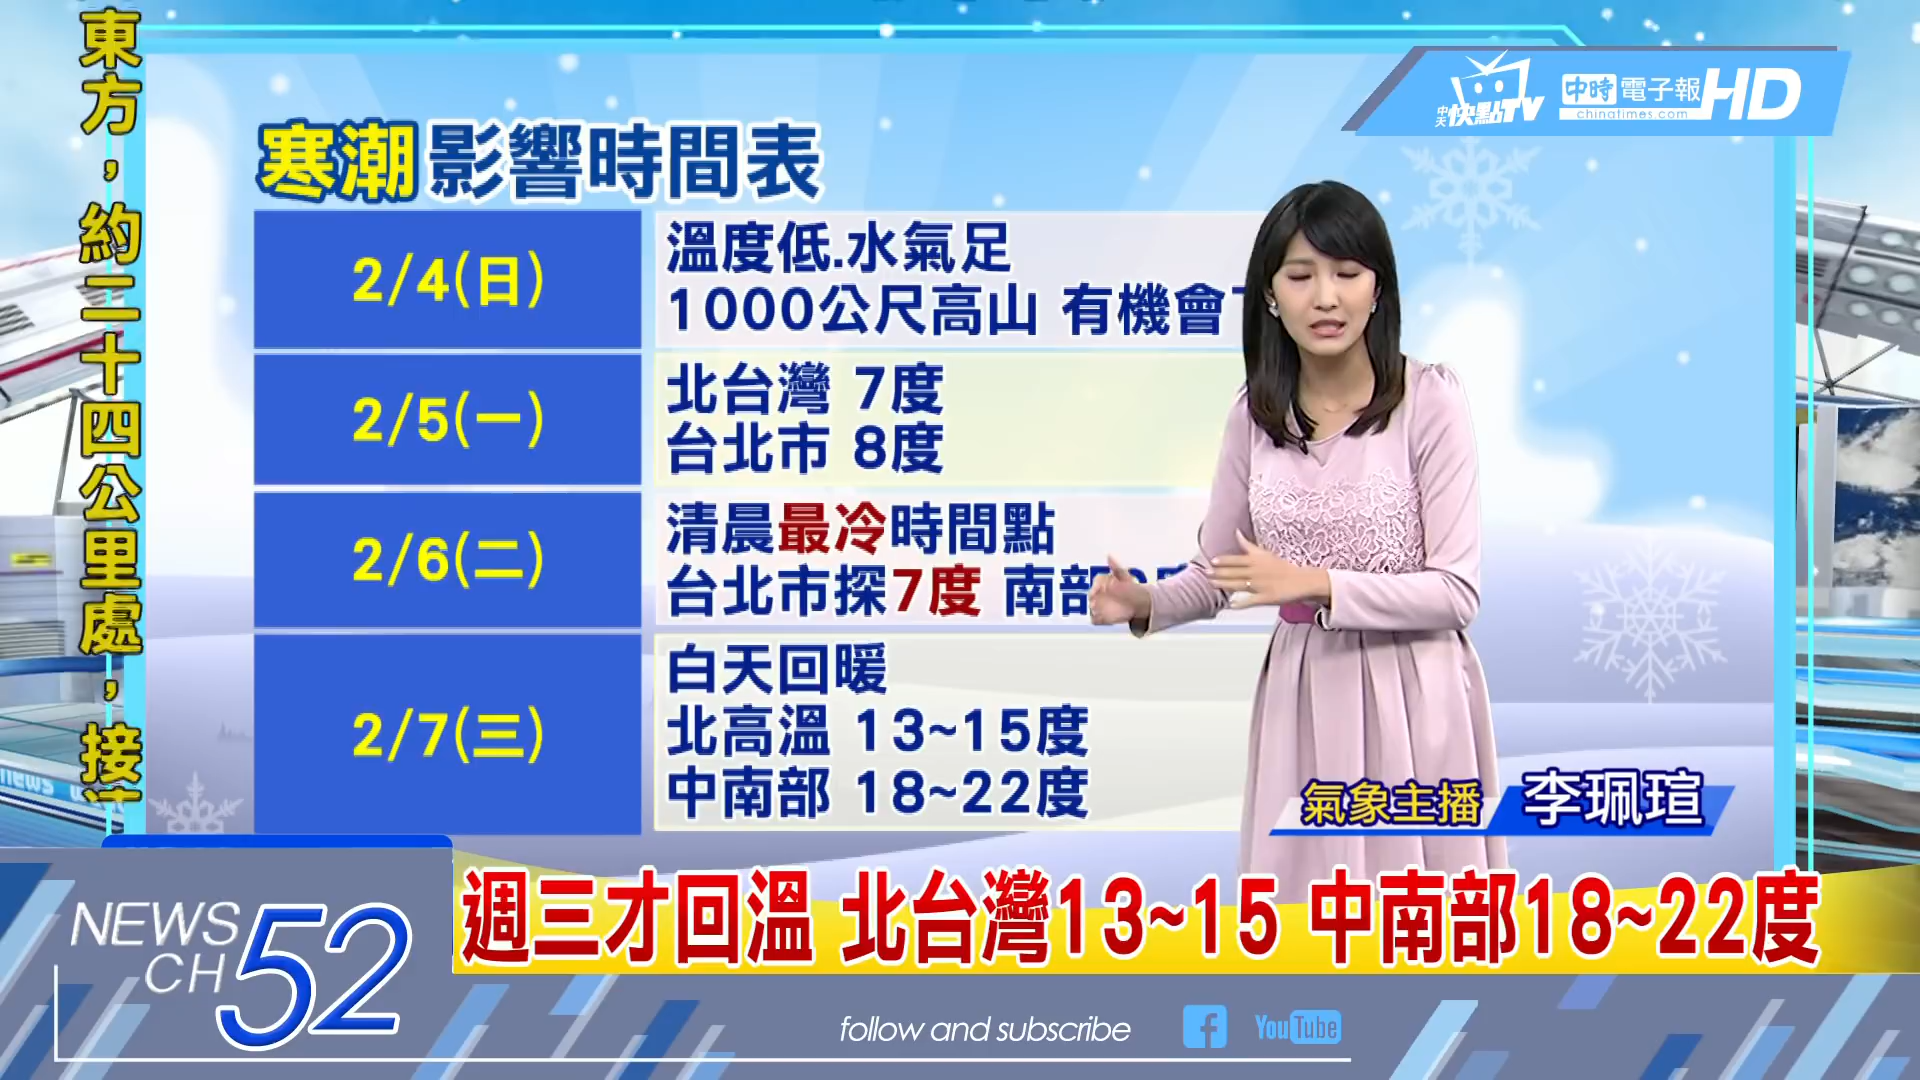 東方，約二十四公里處，接
中天快點TV
中時電子報HD
chinatimes.com
寒潮影響時間表
2/4(日)
溫度低.水氣足
1000公尺高山 有機會
2/5(一)
北台灣 7度
台北市 8度
2/6(二)
清晨最冷時間點
台北市探7度 南部
2/7(三)
白天回暖
北高溫 13~15度
中南部 18~22度
氣象主播 李珮瑄
週三才回溫 北台灣13~15 中南部18~22度
NEWS
CH
52
follow and subscribe
f
YouTube